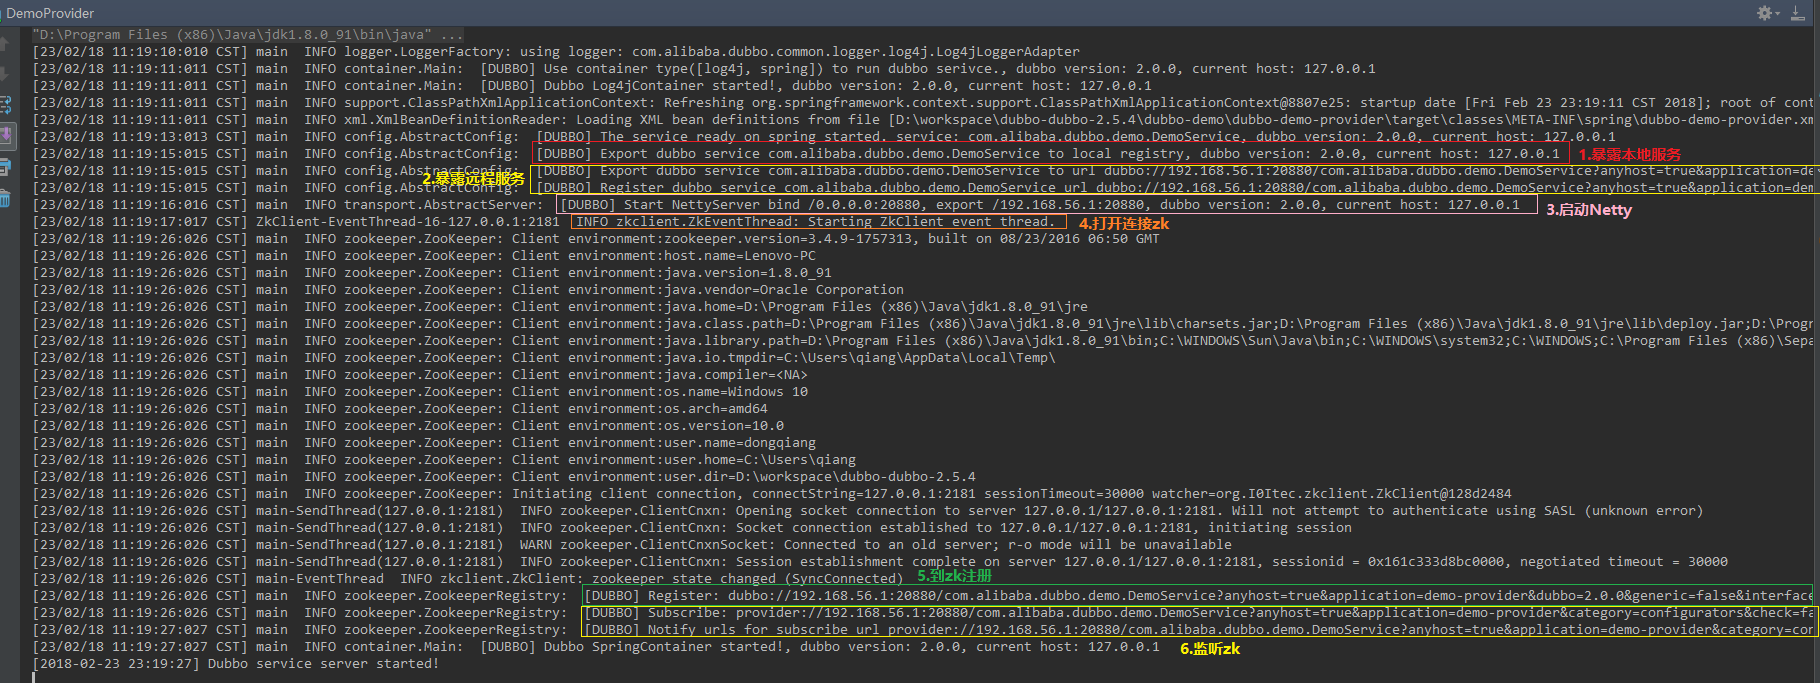 DemoProvider
"D:\Program Files (x86)\Java\jdk1.8.0_91\bin\java" ...
[23/02/18 11:19:10:010 CST] main  INFO logger.LoggerFactory: using logger: com.alibaba.dubbo.common.logger.log4j.Log4jLoggerAdapter
[23/02/18 11:19:11:011 CST] main  INFO container.Main:  [DUBBO] Use container type([log4j, spring]) to run dubbo serivce., dubbo version: 2.0.0, current host: 127.0.0.1
[23/02/18 11:19:11:011 CST] main  INFO container.Main:  [DUBBO] Dubbo Log4jContainer started!, dubbo version: 2.0.0, current host: 127.0.0.1
[23/02/18 11:19:11:011 CST] main  INFO support.ClassPathXmlApplicationContext: Refreshing org.springframework.context.support.ClassPathXmlApplicationContext@8807e25: startup date [Fri Feb 23 23:19:11 CST 2018]; root of cont
[23/02/18 11:19:11:011 CST] main  INFO xml.XmlBeanDefinitionReader: Loading XML bean definitions from file [D:\workspace\dubbo-dubbo-2.5.4\dubbo-demo\dubbo-demo-provider\target\classes\META-INF\spring\dubbo-demo-provider.xm
[23/02/18 11:19:13:013 CST] main  INFO config.AbstractConfig:  [DUBBO] The service ready on spring started. service: com.alibaba.dubbo.demo.DemoService, dubbo version: 2.0.0, current host: 127.0.0.1
[23/02/18 11:19:15:015 CST] main  INFO config.AbstractConfig:  [DUBBO] Export dubbo service com.alibaba.dubbo.demo.DemoService to local registry, dubbo version: 2.0.0, current host: 127.0.0.1  1.暴露本地服务
[23/02/18 11:19:15:015 CST] main  INFO config.AbstractConfig:  [DUBBO] Export dubbo service com.alibaba.dubbo.demo.DemoService to url dubbo://192.168.56.1:20880/com.alibaba.dubbo.demo.DemoService?anyhost=true&application=de
2.暴露远程服务
[23/02/18 11:19:15:015 CST] main  INFO config.AbstractConfig:  [DUBBO] Register dubbo service com.alibaba.dubbo.demo.DemoService url dubbo://192.168.56.1:20880/com.alibaba.dubbo.demo.DemoService?anyhost=true&application=dem
[23/02/18 11:19:16:016 CST] main  INFO transport.AbstractServer:  [DUBBO] Start NettyServer bind /0.0.0.0:20880, export /192.168.56.1:20880, dubbo version: 2.0.0, current host: 127.0.0.1  3.启动Netty
[23/02/18 11:19:17:017 CST] ZkClient-EventThread-16-127.0.0.1:2181  INFO zkclient.ZkEventThread: Starting ZkClient event thread.  4.打开连接zk
[23/02/18 11:19:26:026 CST] main  INFO zookeeper.ZooKeeper: Client environment:zookeeper.version=3.4.9-1757313, built on 08/23/2016 06:50 GMT
[23/02/18 11:19:26:026 CST] main  INFO zookeeper.ZooKeeper: Client environment:host.name=Lenovo-PC
[23/02/18 11:19:26:026 CST] main  INFO zookeeper.ZooKeeper: Client environment:java.version=1.8.0_91
[23/02/18 11:19:26:026 CST] main  INFO zookeeper.ZooKeeper: Client environment:java.vendor=Oracle Corporation
[23/02/18 11:19:26:026 CST] main  INFO zookeeper.ZooKeeper: Client environment:java.home=D:\Program Files (x86)\Java\jdk1.8.0_91\jre
[23/02/18 11:19:26:026 CST] main  INFO zookeeper.ZooKeeper: Client environment:java.class.path=D:\Program Files (x86)\Java\jdk1.8.0_91\jre\lib\charsets.jar;D:\Program Files (x86)\Java\jdk1.8.0_91\jre\lib\deploy.jar;D:\Progr
[23/02/18 11:19:26:026 CST] main  INFO zookeeper.ZooKeeper: Client environment:java.library.path=D:\Program Files (x86)\Java\jdk1.8.0_91\bin;C:\WINDOWS\Sun\Java\bin;C:\WINDOWS\system32;C:\WINDOWS;C:\Program Files (x86)\Sepa
[23/02/18 11:19:26:026 CST] main  INFO zookeeper.ZooKeeper: Client environment:java.io.tmpdir=C:\Users\qiang\AppData\Local\Temp\
[23/02/18 11:19:26:026 CST] main  INFO zookeeper.ZooKeeper: Client environment:java.compiler=<NA>
[23/02/18 11:19:26:026 CST] main  INFO zookeeper.ZooKeeper: Client environment:os.name=Windows 10
[23/02/18 11:19:26:026 CST] main  INFO zookeeper.ZooKeeper: Client environment:os.arch=amd64
[23/02/18 11:19:26:026 CST] main  INFO zookeeper.ZooKeeper: Client environment:os.version=10.0
[23/02/18 11:19:26:026 CST] main  INFO zookeeper.ZooKeeper: Client environment:user.name=dongqiang
[23/02/18 11:19:26:026 CST] main  INFO zookeeper.ZooKeeper: Client environment:user.home=C:\Users\qiang
[23/02/18 11:19:26:026 CST] main  INFO zookeeper.ZooKeeper: Client environment:user.dir=D:\workspace\dubbo-dubbo-2.5.4
[23/02/18 11:19:26:026 CST] main  INFO zookeeper.ZooKeeper: Initiating client connection, connectString=127.0.0.1:2181 sessionTimeout=30000 watcher=org.I0Itec.zkclient.ZkClient@128d2484
[23/02/18 11:19:26:026 CST] main-SendThread(127.0.0.1:2181)  INFO zookeeper.ClientCnxn: Opening socket connection to server 127.0.0.1/127.0.0.1:2181. Will not attempt to authenticate using SASL (unknown error)
[23/02/18 11:19:26:026 CST] main-SendThread(127.0.0.1:2181)  INFO zookeeper.ClientCnxn: Socket connection established to 127.0.0.1/127.0.0.1:2181, initiating session
[23/02/18 11:19:26:026 CST] main-SendThread(127.0.0.1:2181)  WARN zookeeper.ClientCnxnSocket: Connected to an old server; r-o mode will be unavailable
[23/02/18 11:19:26:026 CST] main-SendThread(127.0.0.1:2181)  INFO zookeeper.ClientCnxn: Session establishment complete on server 127.0.0.1/127.0.0.1:2181, sessionid = 0x161c333d8bc0000, negotiated timeout = 30000
[23/02/18 11:19:26:026 CST] main-EventThread  INFO zkclient.ZkClient: zookeeper state changed (SyncConnected)  5.到zk注册
[23/02/18 11:19:26:026 CST] main  INFO zookeeper.ZookeeperRegistry:  [DUBBO] Register: dubbo://192.168.56.1:20880/com.alibaba.dubbo.demo.DemoService?anyhost=true&application=demo-provider&dubbo=2.0.0&generic=false&interface
[23/02/18 11:19:26:026 CST] main  INFO zookeeper.ZookeeperRegistry:  [DUBBO] Subscribe: provider://192.168.56.1:20880/com.alibaba.dubbo.demo.DemoService?anyhost=true&application=demo-provider&category=configurators&check=fa
[23/02/18 11:19:27:027 CST] main  INFO zookeeper.ZookeeperRegistry:  [DUBBO] Notify urls for subscribe url provider://192.168.56.1:20880/com.alibaba.dubbo.demo.DemoService?anyhost=true&application=demo-provider&category=con
[23/02/18 11:19:27:027 CST] main  INFO container.Main:  [DUBBO] Dubbo SpringContainer started!, dubbo version: 2.0.0, current host: 127.0.0.1  6.监听zk
[2018-02-23 23:19:27] Dubbo service server started!